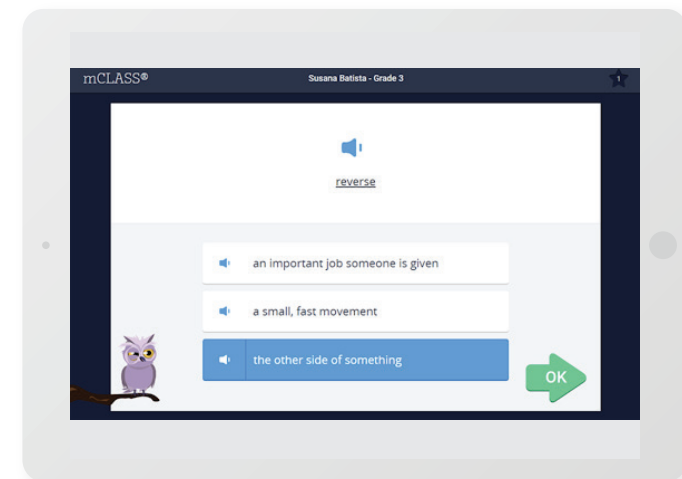 mCLASS®
Susana Batista - Grade 3
1
reverse
an important job someone is given
a small, fast movement
the other side of something
OK